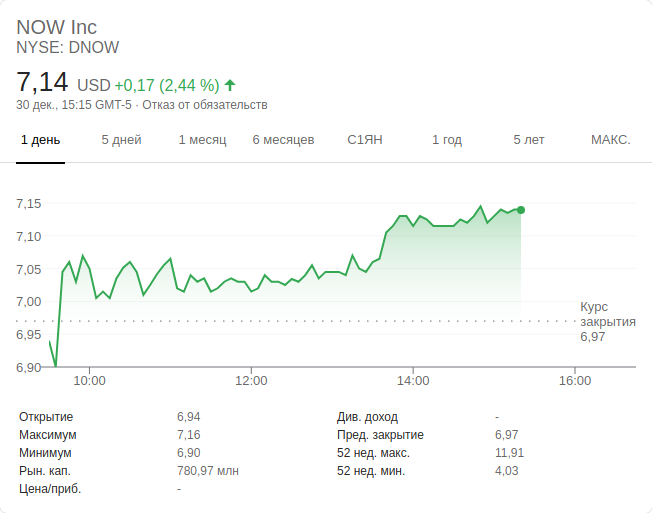 NOW Inc
NYSE: DNOW
7,14 USD +0,17 (2,44 %)
30 дек., 15:15 GMT-5 · Отказ от обязательств
1 день 5 дней 1 месяц 6 месяцев С1ЯН 1 год 5 лет МАКС.
7,15
7,10
7,05
7,00
6,95
6,90
Курс
закрытия
6,97
10:00 12:00 14:00 16:00
Открытие 6,94 Див. доход -
Максимум 7,16 Пред. закрытие 6,97
Минимум 6,90 52 нед. макс. 11,91
Рын. кап. 780,97 млн 52 нед. мин. 4,03
Цена/приб. -